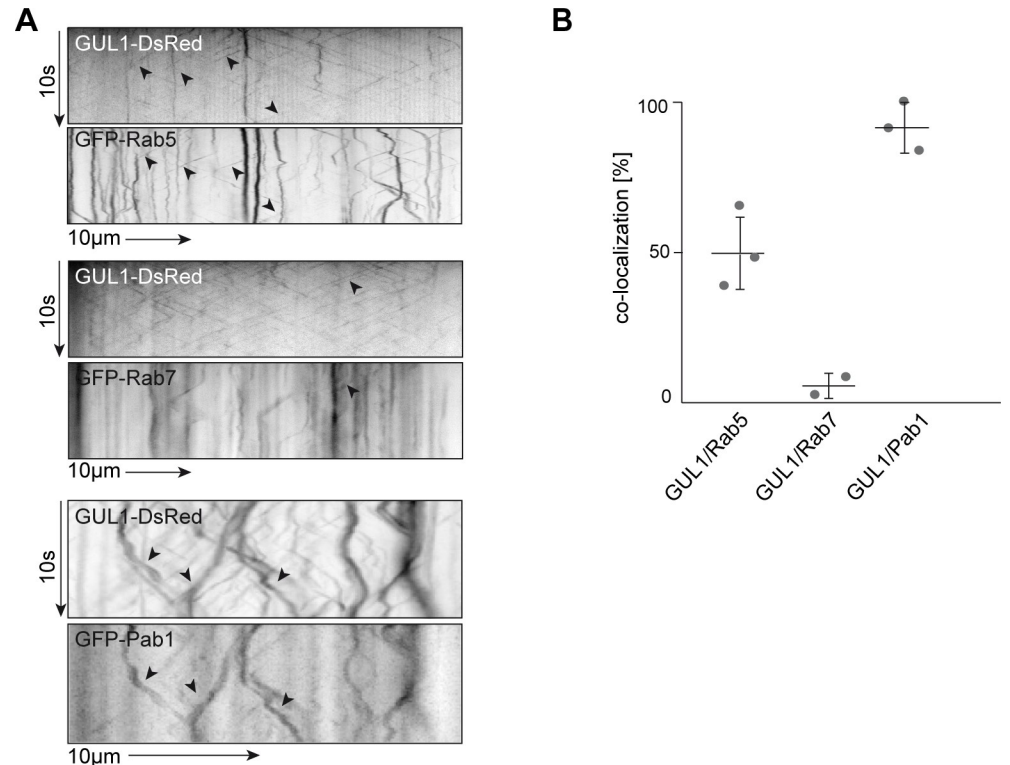 A
GUL1-DsRed
10s
GFP-Rab5
10µm
GUL1-DsRed
10s
GFP-Rab7
10µm
GUL1-DsRed
10s
GFP-Pab1
10µm
B
co-localization [%]
100
50
0
GUL1/Rab5
GUL1/Rab7
GUL1/Pab1